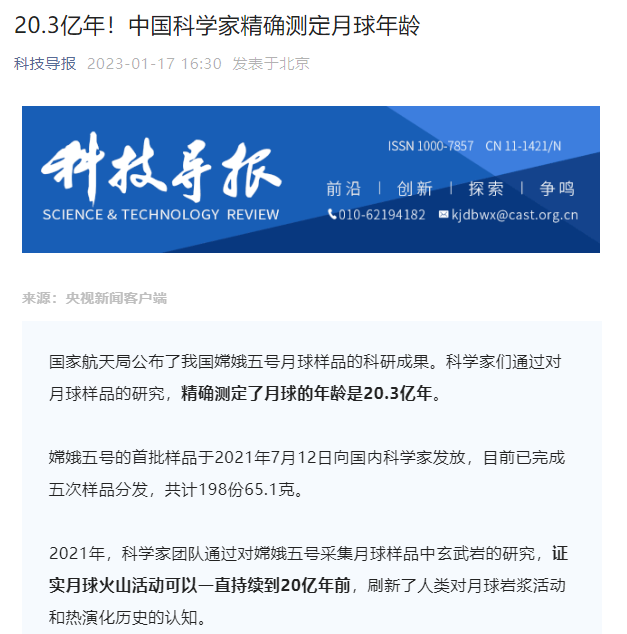 20.3亿年！中国科学家精确测定月球年龄
科技导报 2023-01-17 16:30 发表于北京
ISSN 1000-7857 CN 11-1421/N
科技导报
前沿 | 创新 | 探索 | 争鸣
SCIENCE & TECHNOLOGY REVIEW
010-62194182 kjdbwx@cast.org.cn
来源：央视新闻客户端
国家航天局公布了我国嫦娥五号月球样品的科研成果。科学家们通过对
月球样品的研究，精确测定了月球的年龄是20.3亿年。
嫦娥五号的首批样品于2021年7月12日向国内科学家发放，目前已完成
五次样品分发，共计198份65.1克。
2021年，科学家团队通过对嫦娥五号采集月球样品中玄武岩的研究，证
实月球火山活动可以一直持续到20亿年前，刷新了人类对月球岩浆活动
和热演化历史的认知。